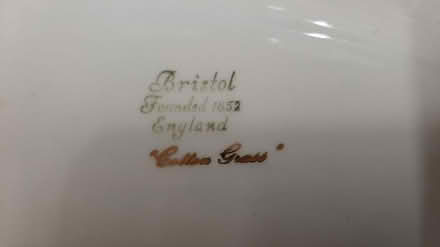 Bristol
Founded 1652
England
"Cotton Grass"